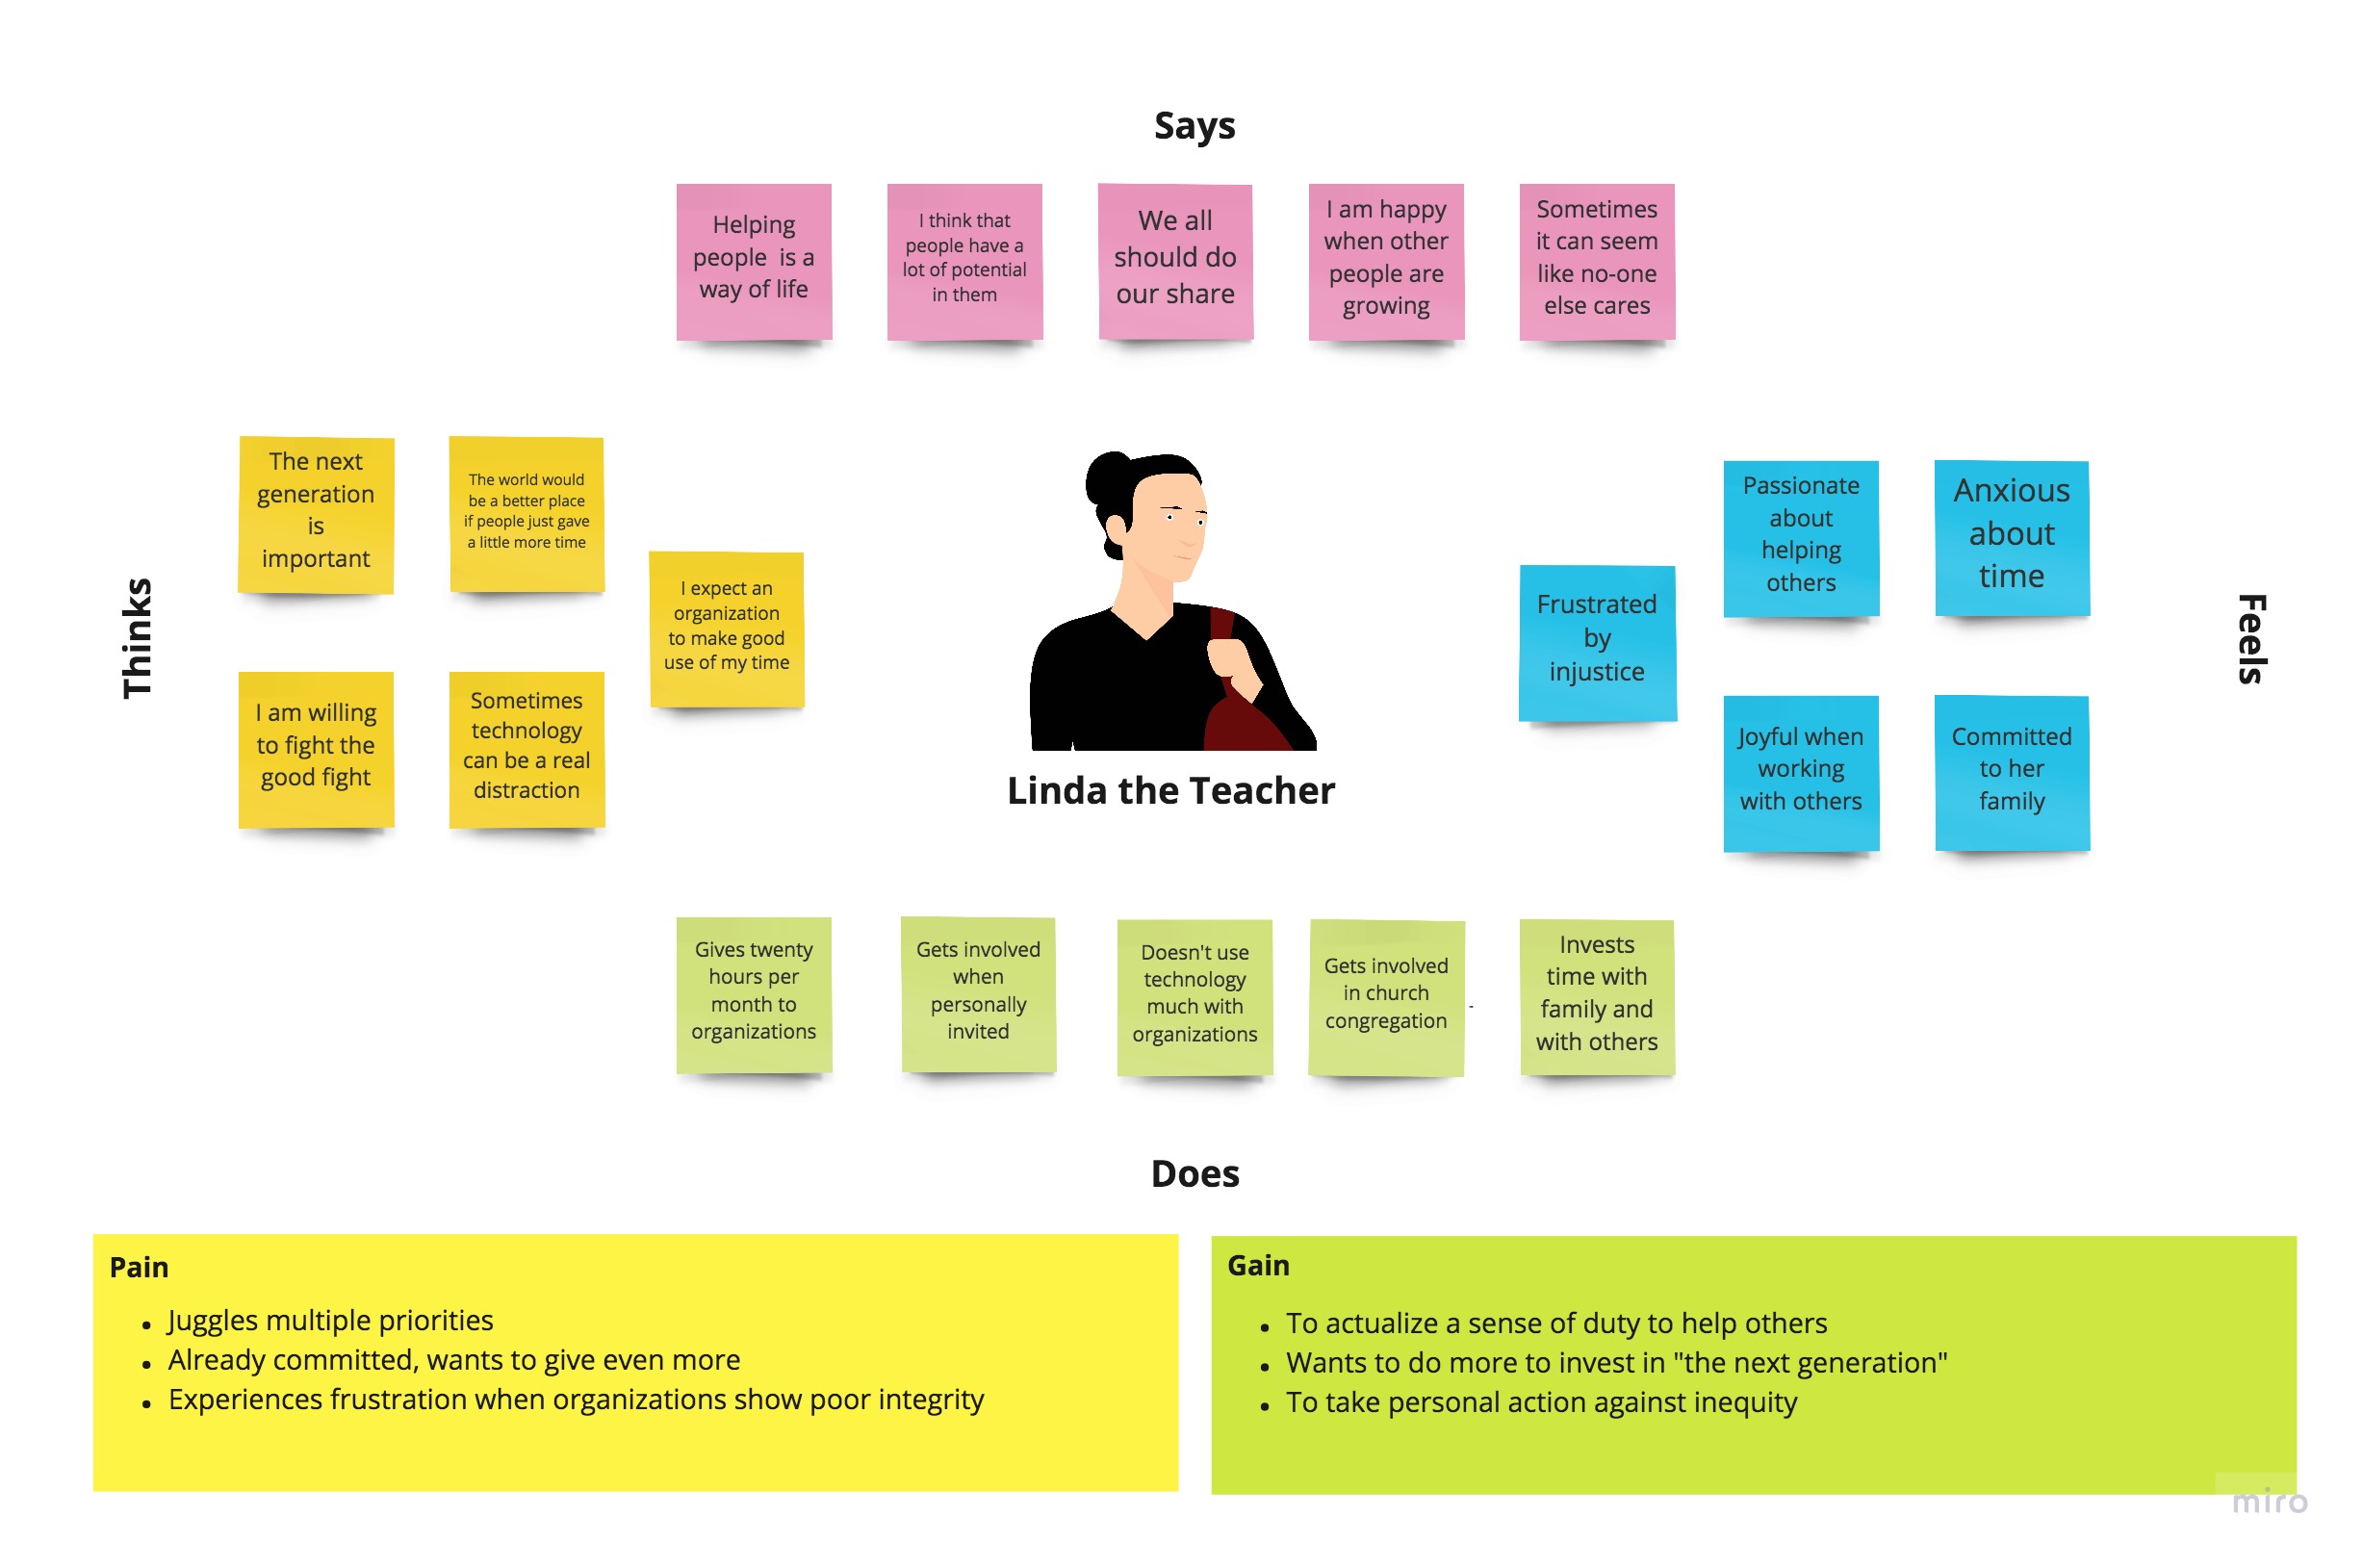 Says
Helping
people is a
way of life
I think that
people have a
lot of potential
in them
We all
should do
our share
I am happy
when other
people are
growing
Sometimes
it can seem
like no-one
else cares
Thinks
The next
generation
is
important
The world would
be a better place
if people just gave
a little more time
I expect an
organization
to make good
use of my time
I am willing
to fight the
good fight
Sometimes
technology
can be a real
distraction
Linda the Teacher
Frustrated
by
injustice
Passionate
about
helping
others
Anxious
about
time
Joyful when
working
with others
Committed
to her
family
Feels
Gives twenty
hours per
month to
organizations
Gets involved
when
personally
invited
Doesn't use
technology
much with
organizations
Gets involved
in church
congregation
-
Invests
time with
family and
with others
Does
Pain
• Juggles multiple priorities
• Already committed, wants to give even more
• Experiences frustration when organizations show poor integrity
Gain
• To actualize a sense of duty to help others
• Wants to do more to invest in "the next generation"
• To take personal action against inequity
miro